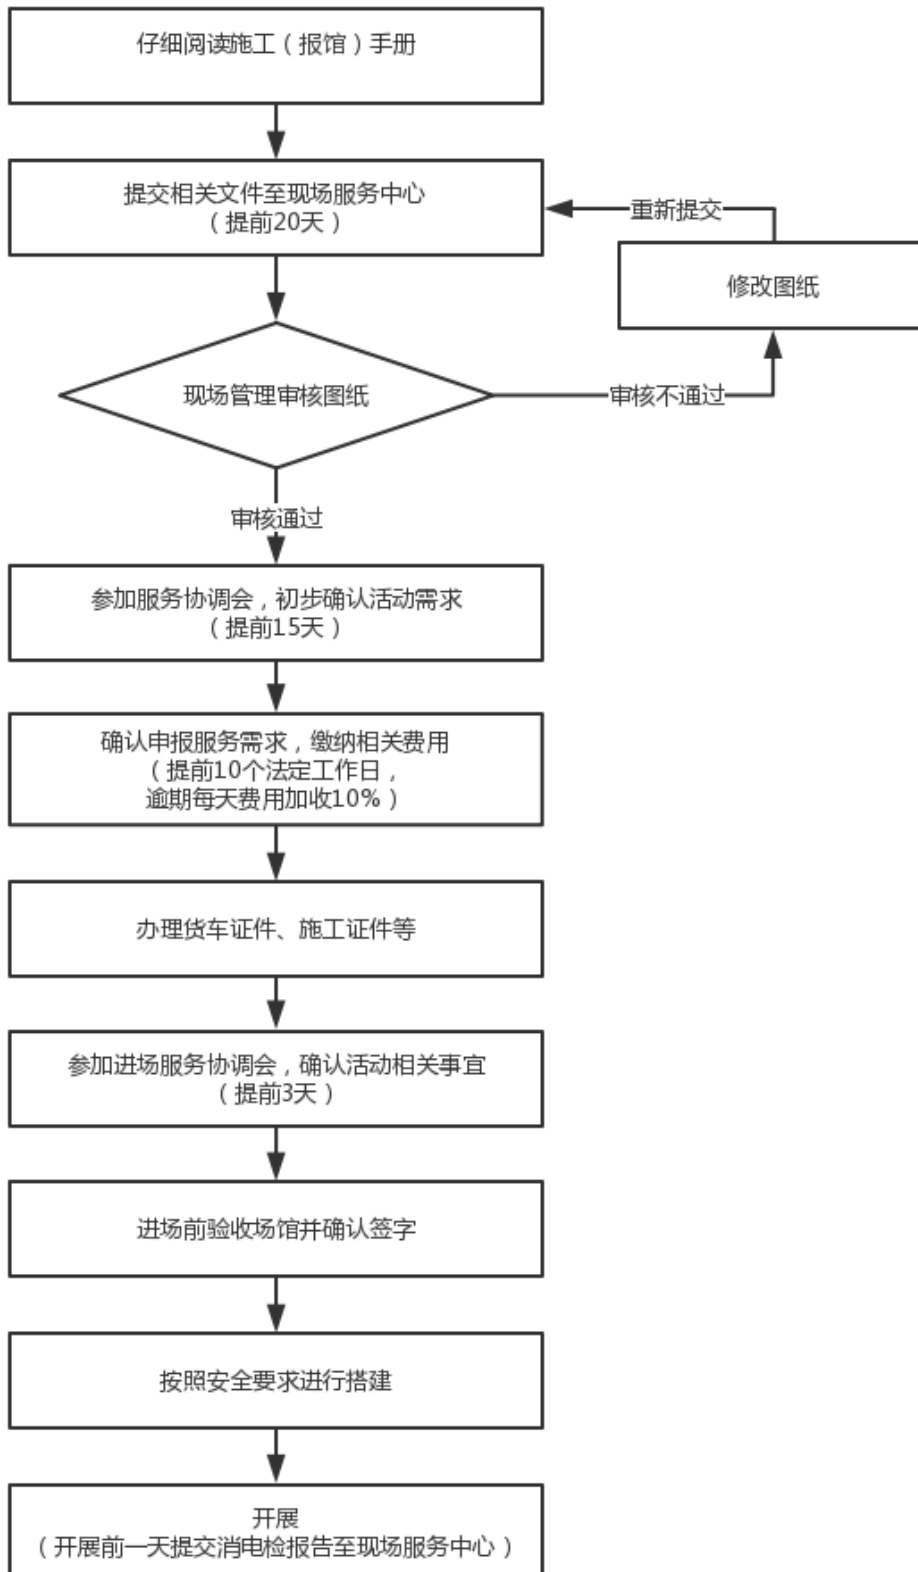 仔细阅读施工（报馆）手册
提交相关文件至现场服务中心
（提前20天）
重新提交
修改图纸
现场管理审核图纸
审核不通过
审核通过
参加服务协调会，初步确认活动需求
（提前15天）
确认申报服务需求，缴纳相关费用
（提前10个法定工作日，
逾期每天费用加收10%）
办理货车证件、施工证件等
参加进场服务协调会，确认活动相关事宜
（提前3天）
进场前验收场馆并确认签字
按照安全要求进行搭建
开展
（开展前一天提交消电检报告至现场服务中心）